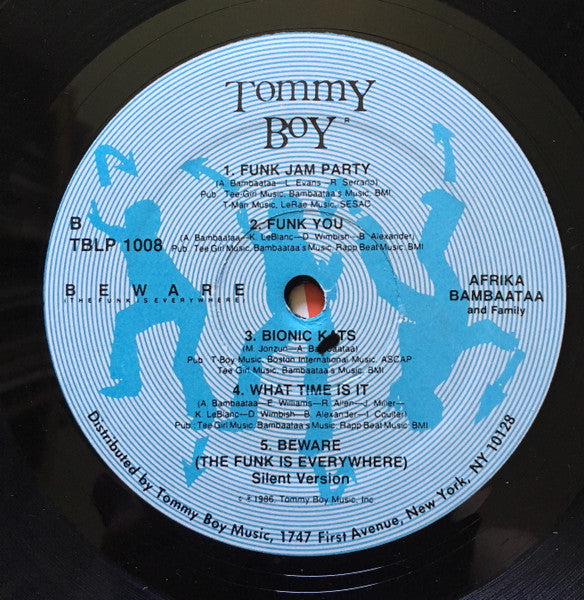 TOMMY
BOY ®
1. FUNK JAM PARTY
(A. Bambaataa—L. Evans—R. Serrano)
Pub.: Tee Girl Music, Bambaataa's Music, BMI
T-Man Music, LeRae Music, SESAC
B
TBLP 1008
2. FUNK YOU
(A. Bambaataa—K. LeBlanc—D. Wimbish—B. Alexander)
Pub.: Tee Girl Music, Bambaataa's Music, Rapp Beat Music, BMI
BEWARE
(THE FUNK IS EVERYWHERE)
AFRIKA
BAMBAATAA
and Family
3. BIONIC KATS
(M. Jonzun—A. Bambaataa)
Pub.: T-Boy Music, Boston International Music, ASCAP
Tee Girl Music, Bambaataa's Music, BMI
4. WHAT TIME IS IT
(A. Bambaataa—E. Williams—R. Allen—J. Miller—
K. LeBlanc—D. Wimbish—B. Alexander—I. Coulter)
Pub.: Tee Girl Music, Bambaataa's Music, Rapp Beat Music, BMI
5. BEWARE
(THE FUNK IS EVERYWHERE)
Silent Version
© ℗ 1986, Tommy Boy Music, Inc.
Distributed by Tommy Boy Music, 1747 First Avenue, New York, NY 10128